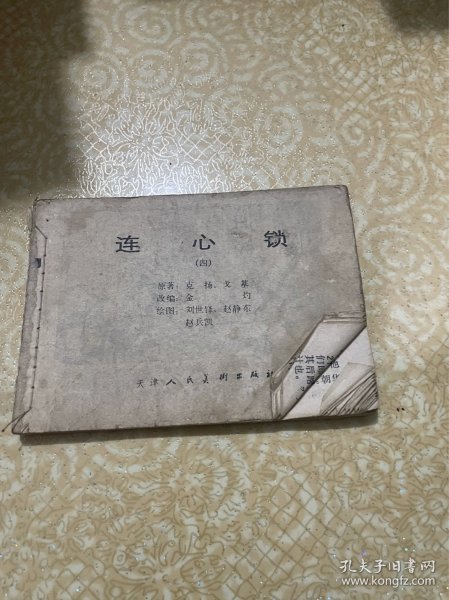 连心锁
(四)
原著：克扬、戈基
改编：金灼
绘图：刘世铎、赵静东
赵兵凯
天津人民美术出版社
孔夫子旧书网
www.kongfz.com